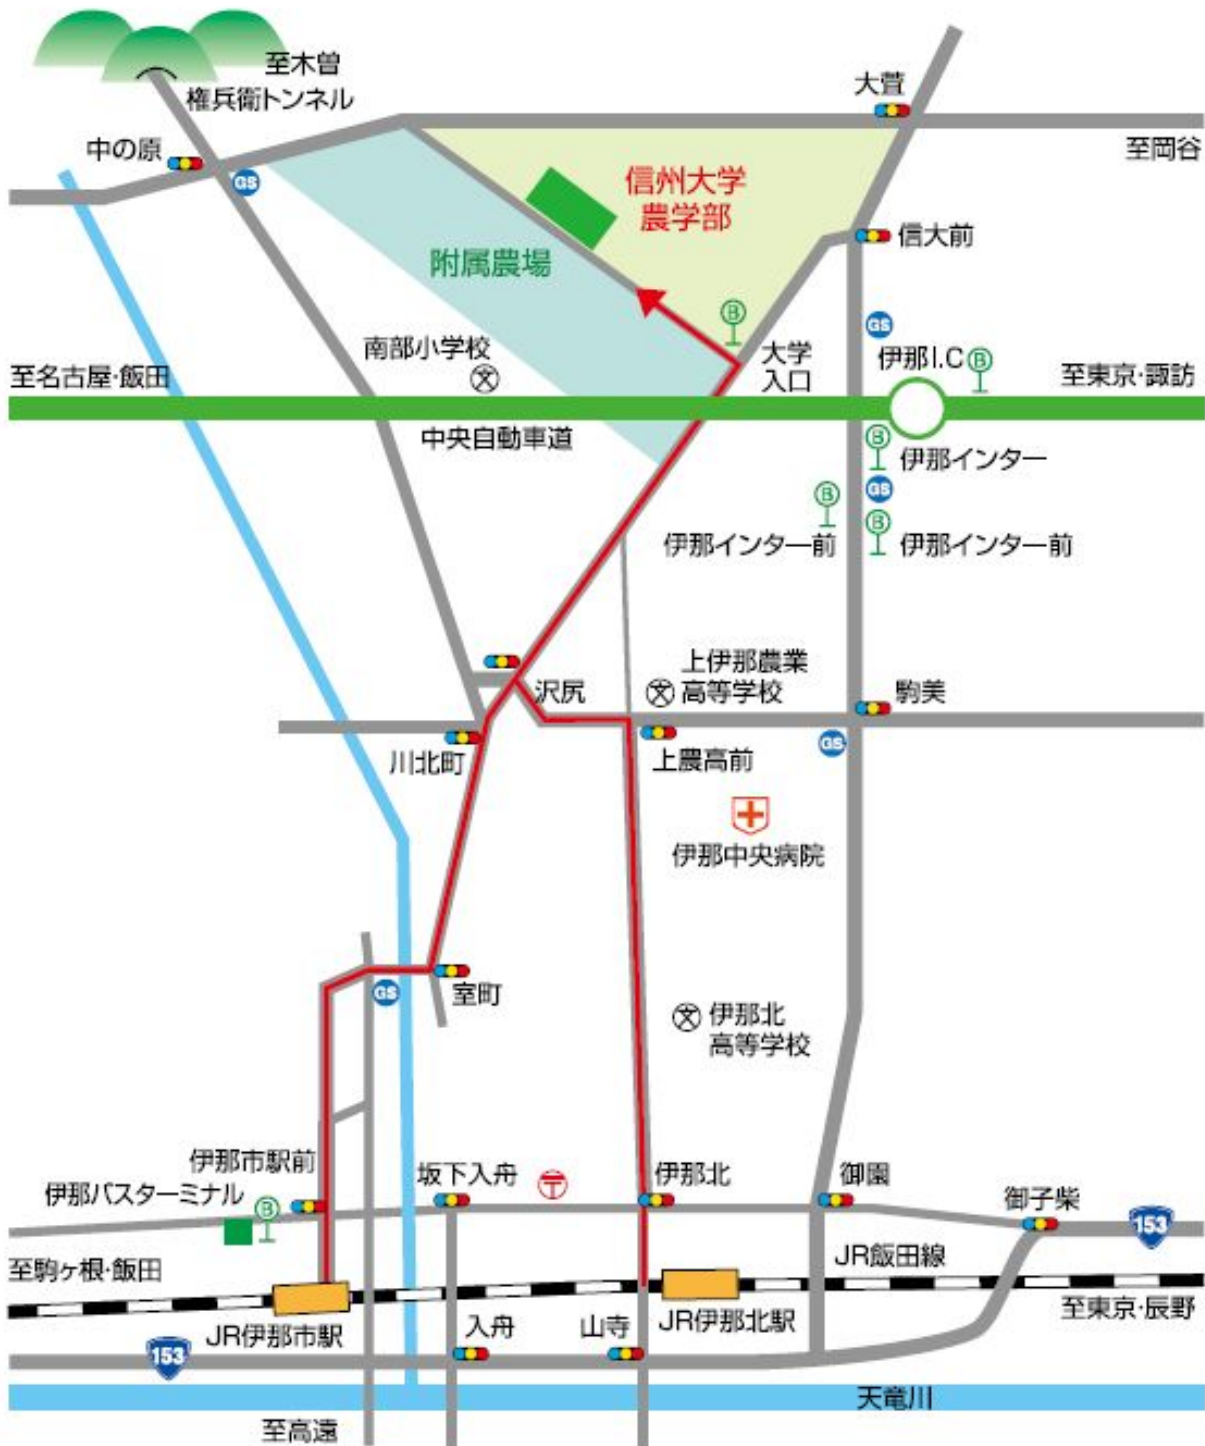 至木曽
権兵衛トンネル
大萱
中の原
至岡谷
GS
信州大学
農学部
信大前
附属農場
B
GS
南部小学校
文
大学
入口
伊那I.C
B
至名古屋・飯田
至東京・諏訪
中央自動車道
B
伊那インター
B
GS
伊那インター前
B
伊那インター前
沢尻
上伊那農業
高等学校
文
駒美
川北町
上農高前
GS
伊那中央病院
室町
GS
文
伊那北
高等学校
伊那市駅前
坂下入舟
〒
伊那北
御園
御子柴
伊那バスターミナル
B
153
至駒ヶ根・飯田
JR飯田線
至東京・辰野
JR伊那市駅
入舟
山寺
JR伊那北駅
153
天竜川
至高遠